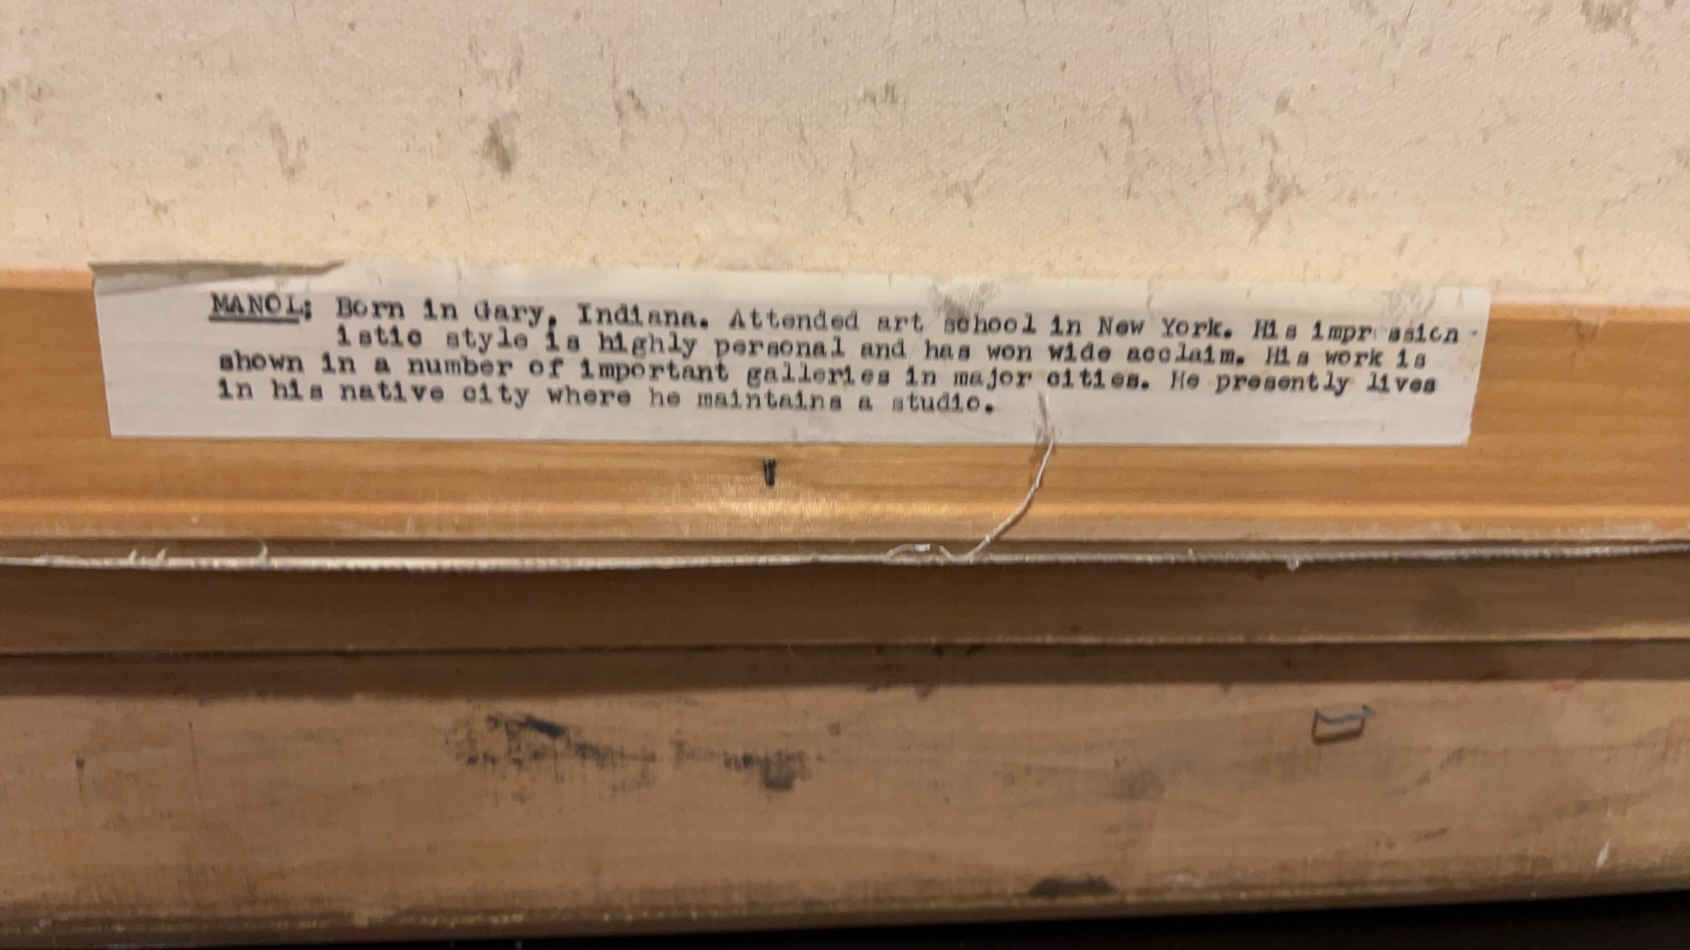 MANOL: Born in Gary, Indiana. Attended art school in New York. His impr ssion-
istic style is highly personal and has won wide acclaim. His work is
shown in a number of important galleries in major cities. He presently lives
in his native city where he maintains a studio.